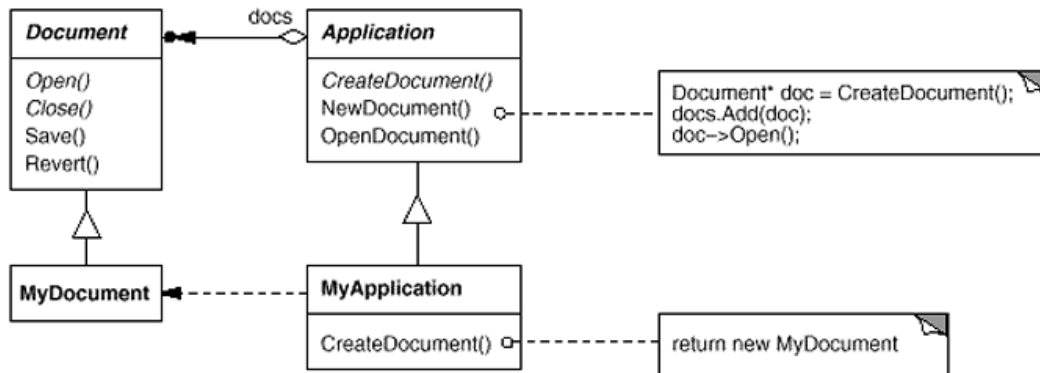 docs
Document
Open()
Close()
Save()
Revert()
Application
CreateDocument()
NewDocument()
OpenDocument()
Document* doc = CreateDocument();
docs.Add(doc);
doc->Open();
MyDocument
MyApplication
CreateDocument()
return new MyDocument